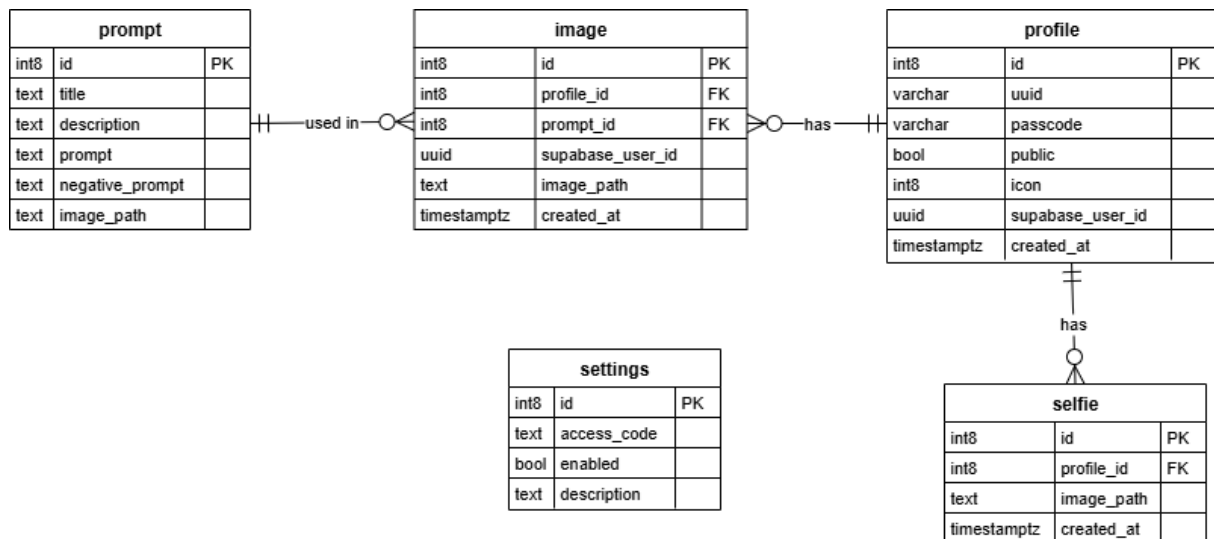 prompt
int8 id PK
text title
text description
text prompt
text negative_prompt
text image_path
used in
image
int8 id PK
int8 profile_id FK
int8 prompt_id FK
uuid supabase_user_id
text image_path
timestamptz created_at
has
profile
int8 id PK
varchar uuid
varchar passcode
bool public
int8 icon
uuid supabase_user_id
timestamptz created_at
has
settings
int8 id PK
text access_code
bool enabled
text description
selfie
int8 id PK
int8 profile_id FK
text image_path
timestamptz created_at